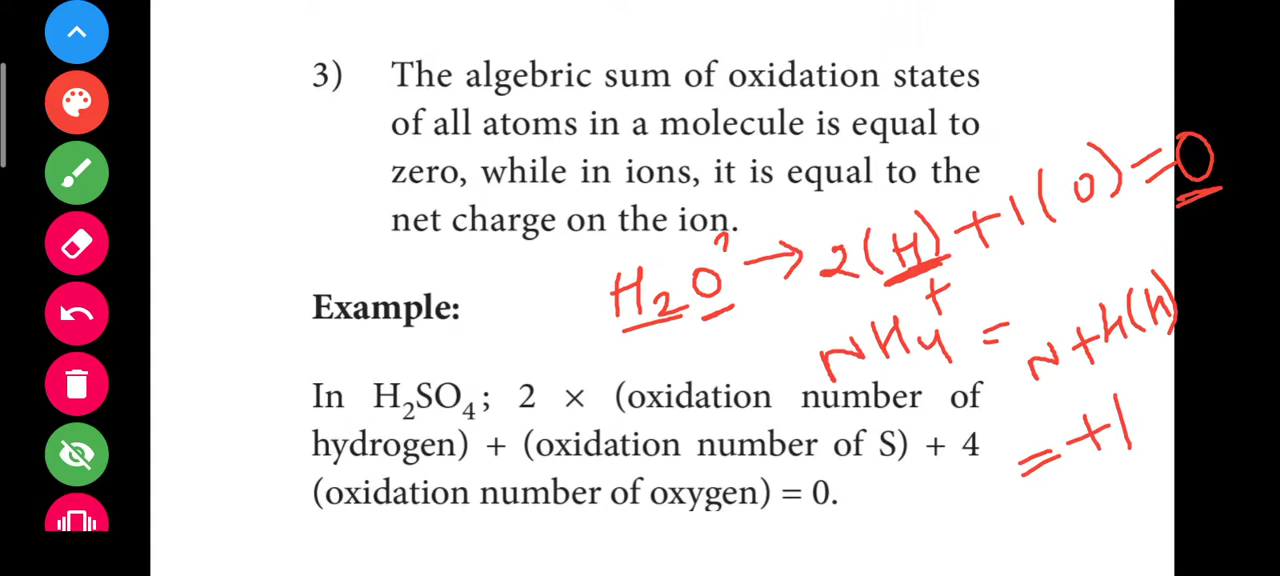 3) The algebric sum of oxidation states
of all atoms in a molecule is equal to
zero, while in ions, it is equal to the
net charge on the ion.
H₂O → 2(H) + 1(O) = 0
Example:
NH₄⁺ = N + 4(H)
= +1
In H₂SO₄; 2 × (oxidation number of
hydrogen) + (oxidation number of S) + 4
(oxidation number of oxygen) = 0.